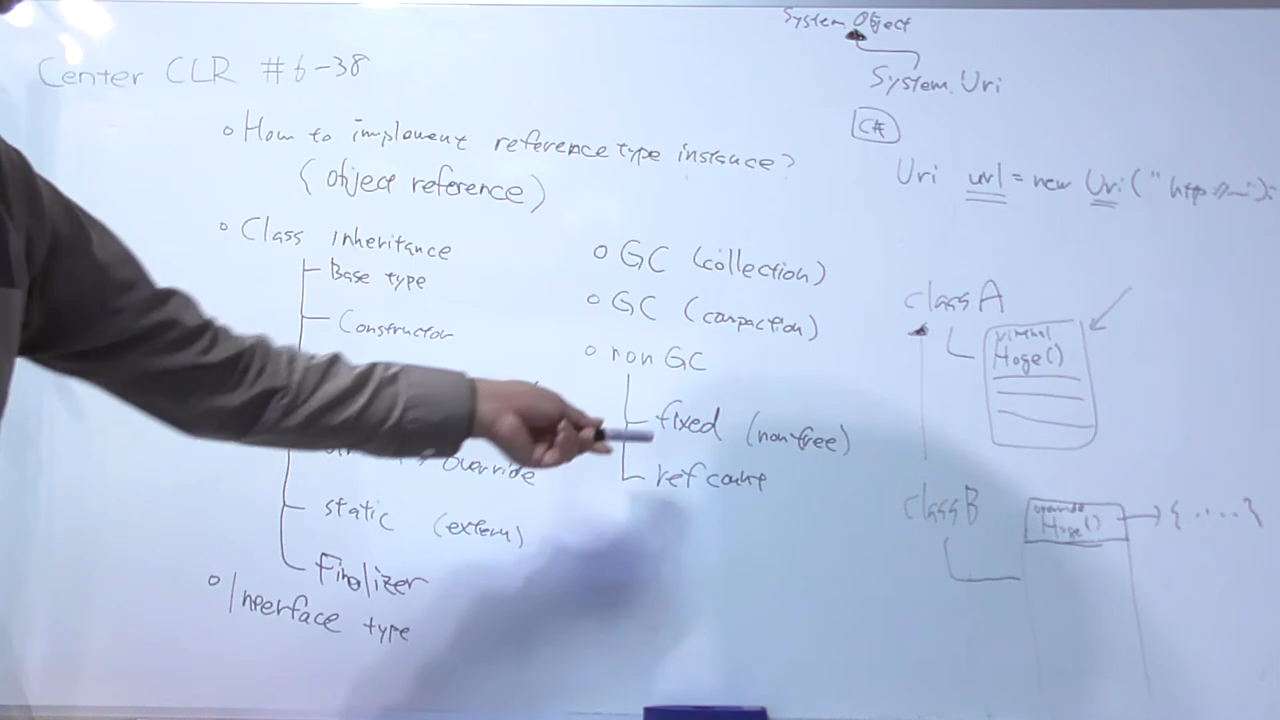 Center CLR #6-38
How to implement reference type instance?
(object reference)
Class inheritance
Base type
Constructor
override
static (extern)
Finalizer
Interface type
GC (collection)
GC (compaction)
non GC
fixed (non free)
ref count
System.Object
System.Uri
C#
Uri url = new Uri("http://
class A
virtual
Hoge()
class B
override
Hoge() → { ..... }